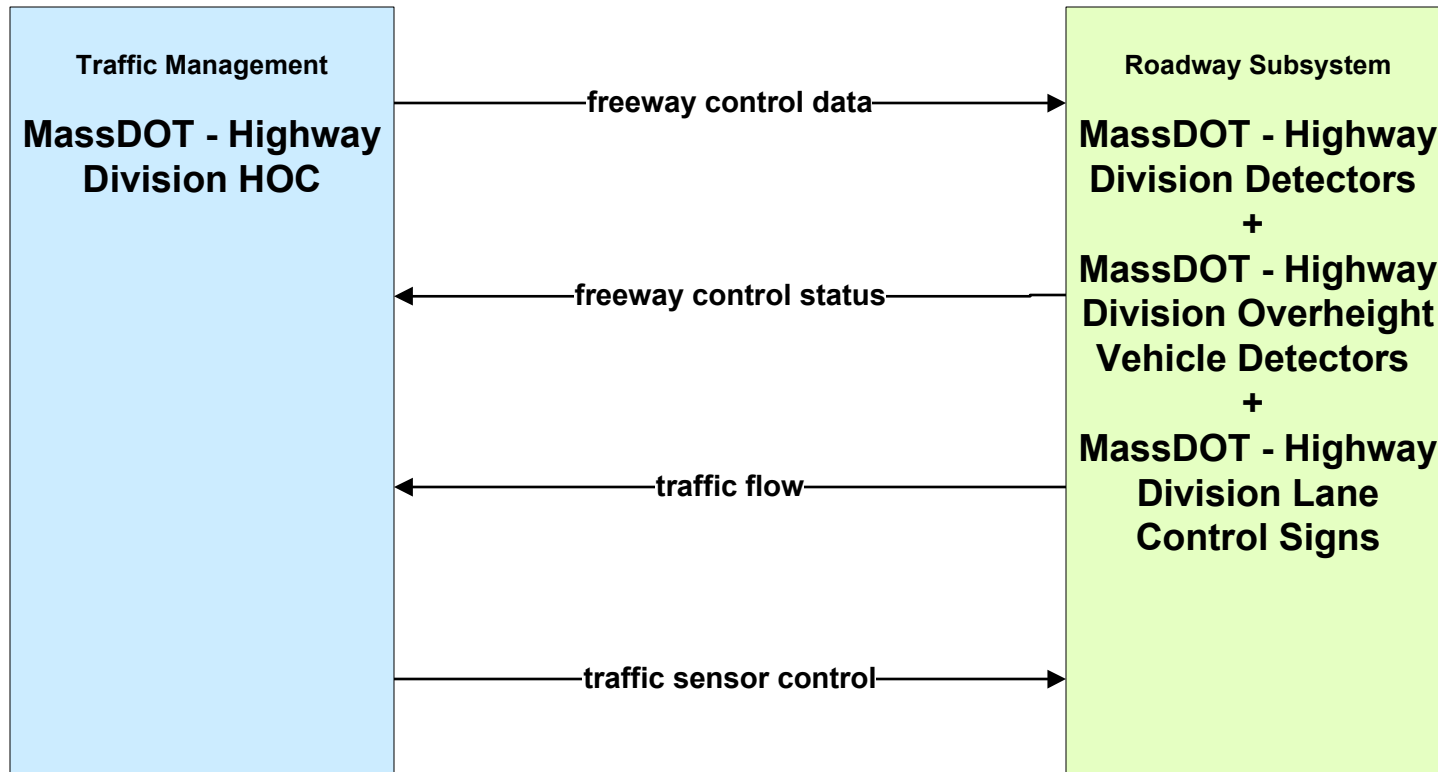 Traffic Management
MassDOT - Highway
Division HOC
freeway control data
freeway control status
traffic flow
traffic sensor control
Roadway Subsystem
MassDOT - Highway
Division Detectors
+
MassDOT - Highway
Division Overheight
Vehicle Detectors
+
MassDOT - Highway
Division Lane
Control Signs